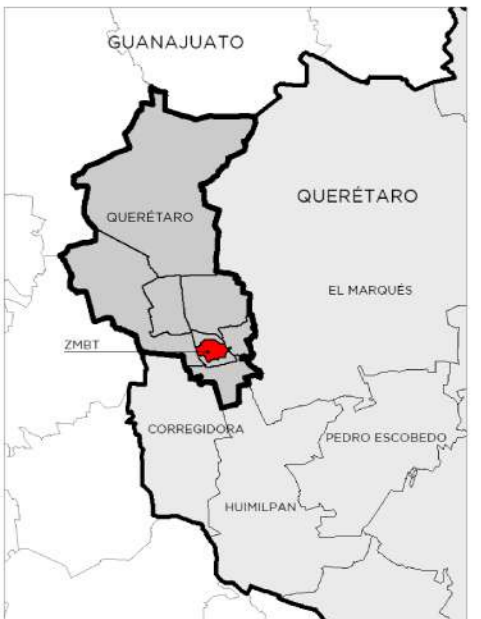 GUANAJUATO
QUERÉTARO
QUERÉTARO
EL MARQUÉS
ZMBT
CORREGIDORA
PEDRO ESCOBEDO
HUIMILPAN